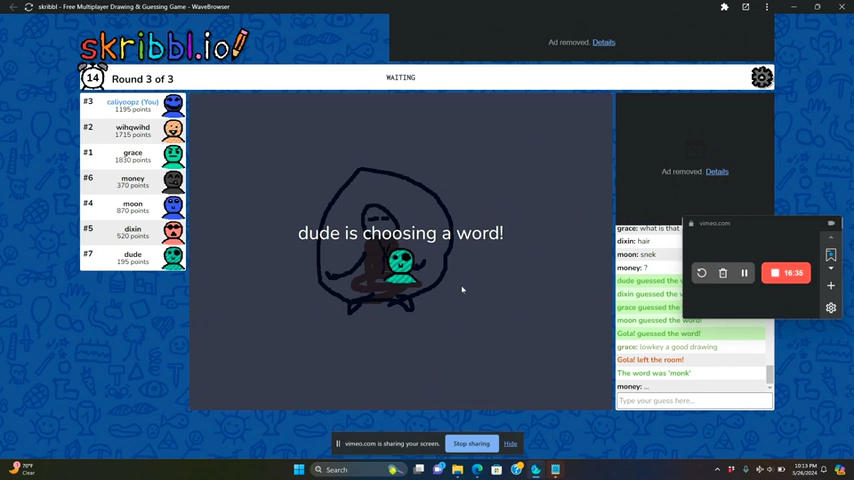 skribbl - Free Multiplayer Drawing & Guessing Game - WaveBrowser
skribbl.io
Ad removed. Details
14
Round 3 of 3
WAITING
#3 caliyoopz (You)
1195 points
#2 wihqwihd
1715 points
#1 grace
1830 points
#6 money
370 points
#4 moon
870 points
#5 dixin
520 points
#7 dude
195 points
dude is choosing a word!
Ad removed. Details
grace: what is that
dixin: hair
moon: snek
money: ?
dude guessed the
dixin guessed the
grace guessed the
moon guessed the word!
Gola! guessed the word!
grace: lowkey a good drawing
Gola! left the room!
The word was 'monk'
money: ...
Type your guess here...
vimeo.com
16:35
vimeo.com is sharing your screen.
Stop sharing
Hide
70°F
Clear
Search
10:13 PM
5/26/2024